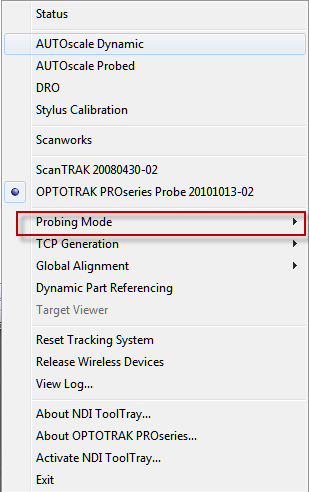 Status
AUTOscale Dynamic
AUTOscale Probed
DRO
Stylus Calibration
Scanworks
ScanTRAK 20080430-02
OPTOTRAK PROseries Probe 20101013-02
Probing Mode
TCP Generation
Global Alignment
Dynamic Part Referencing
Target Viewer
Reset Tracking System
Release Wireless Devices
View Log...
About NDI ToolTray...
About OPTOTRAK PROseries...
Activate NDI ToolTray...
Exit